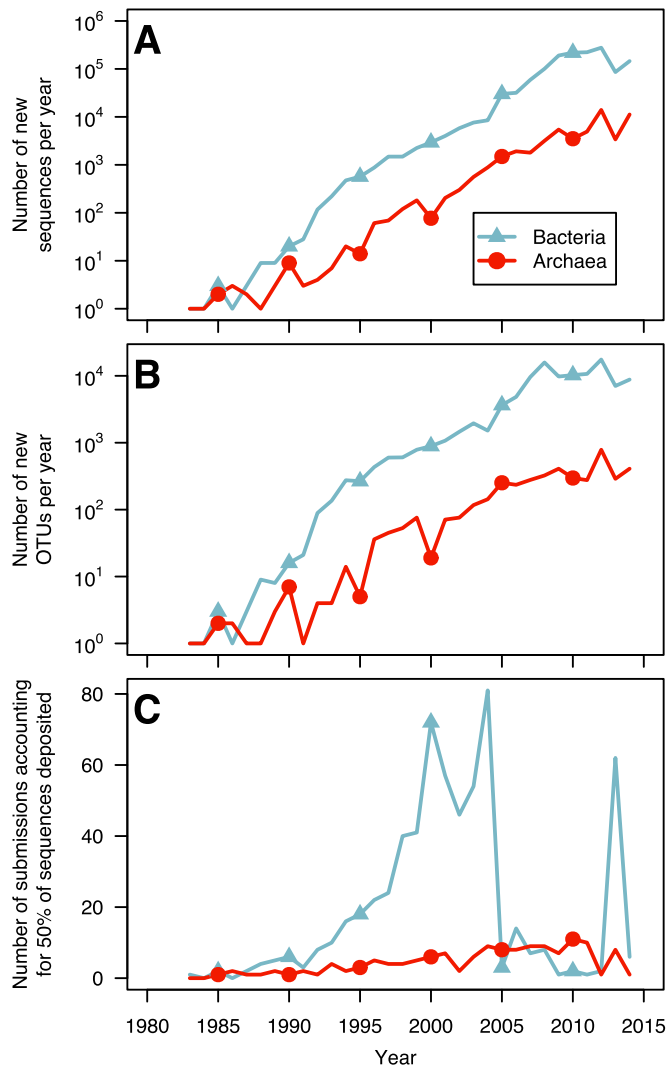 A
Number of new
sequences per year
10^6
10^5
10^4
10^3
10^2
10^1
10^0
Bacteria
Archaea
B
Number of new
OTUs per year
10^4
10^3
10^2
10^1
10^0
C
Number of submissions accounting
for 50% of sequences deposited
80
60
40
20
0
1980 1985 1990 1995 2000 2005 2010 2015
Year